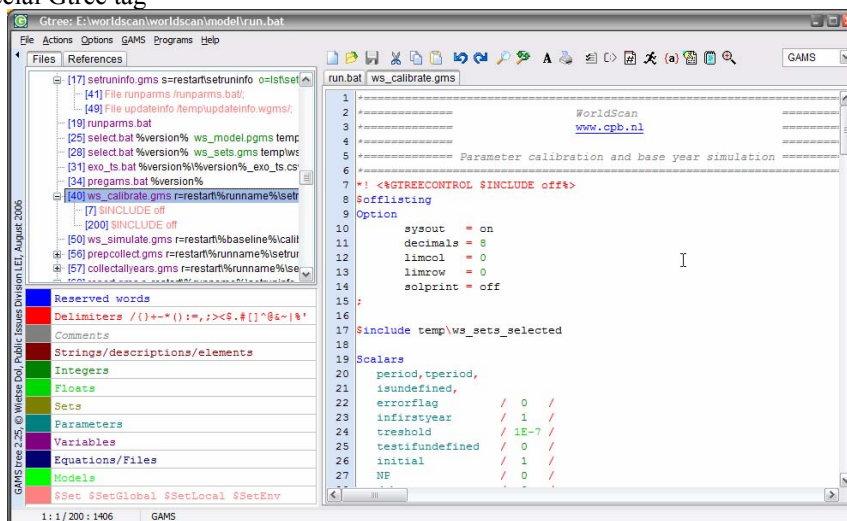 cial Gtree tag
Gtree: E:\worldscan\worldscan\model\run.bat
File Actions Options GAMS Programs Help
Files References
GAMS
[17] setruninfo.gms s=restart\setruninfo o=lst\set
[41] File runparms /runparms.bat/;
[49] File updateinfo /temp\updateinfo.wgms/;
[19] runparms.bat
[25] select.bat %version% ws_model.pgms temp
[28] select.bat %version% ws_sets.gms temp\ws
[31] exo_ts.bat %version%\%version%_exo_ts.cs
[34] pregams.bat %version%
[40] ws_calibrate.gms r=restart\%runname%\setr
[7] $INCLUDE off
[200] $INCLUDE off
[50] ws_simulate.gms r=restart\%baseline%\calit
[56] prepcollect.gms r=restart\%runname%\setrur
[57] collectallyears.gms r=restart\%runname%\se
Reserved words
Delimiters /{}+-*():=,;><$.#[]^@&~|%'
Comments
Strings/descriptions/elements
Integers
Floats
Sets
Parameters
Variables
Equations/Files
Models
$Set $SetGlobal $SetLocal $SetEnv
GAMS tree 2.25, © Wietse Dol, Public Issues Division LEI, August 2006
run.bat ws_calibrate.gms
1 *==============
2 *============== WorldScan ==========
3 *============== www.cpb.nl ==========
4 *============== ==========
5 *============== Parameter calibration and base year simulation ==========
6 *==============
7 *! <%GTREECONTROL $INCLUDE off%>
8 $offlisting
9 Option
10 sysout = on
11 decimals = 8
12 limcol = 0
13 limrow = 0
14 solprint = off
15 ;
16
17 $include temp\ws_sets_selected
18
19 Scalars
20 period,tperiod,
21 isundefined,
22 errorflag / 0 /
23 infirstyear / 1 /
24 treshold / 1E-7 /
25 testifundefined / 0 /
26 initial / 1 /
27 NP / 0 /
1: 1 / 200 : 1406 GAMS